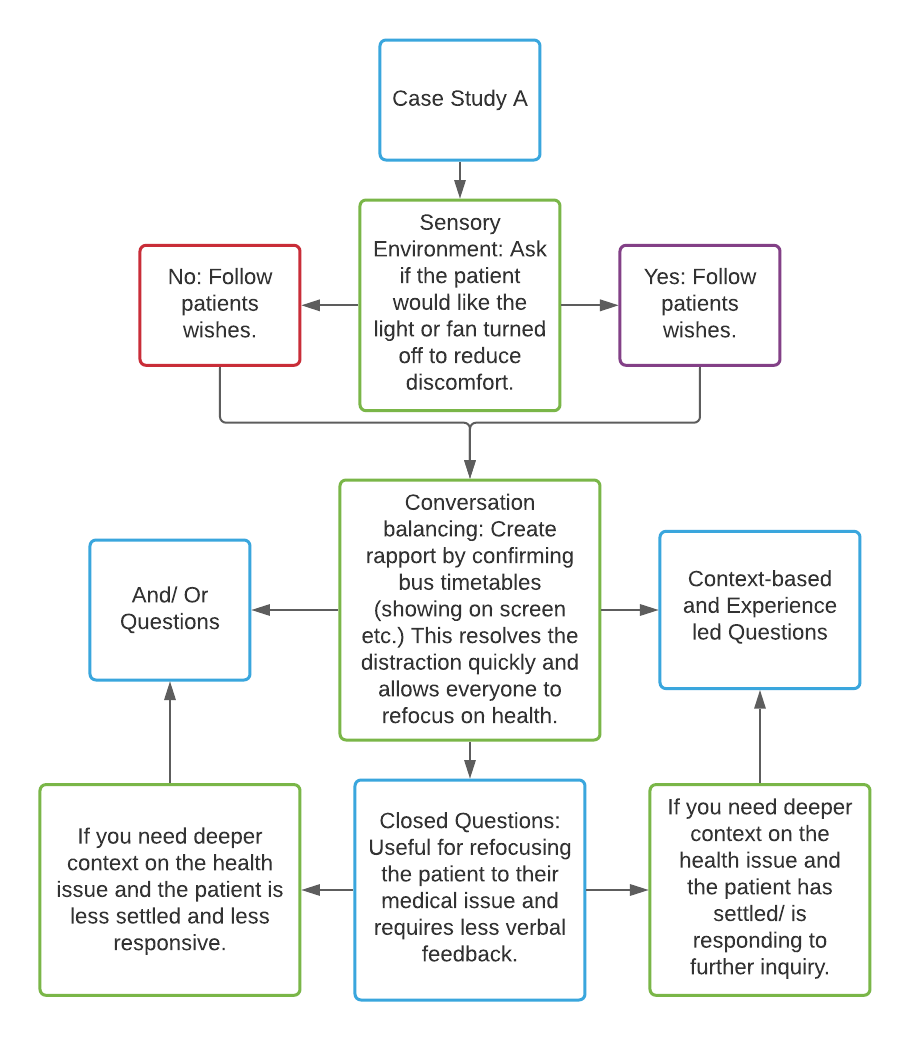 Case Study A
Sensory
Environment: Ask
if the patient
would like the
light or fan turned
off to reduce
discomfort.
No: Follow
patients
wishes.
Yes: Follow
patients
wishes.
Conversation
balancing: Create
rapport by confirming
bus timetables
(showing on screen
etc.) This resolves the
distraction quickly and
allows everyone to
refocus on health.
And/ Or
Questions
Context-based
and Experience
led Questions
If you need deeper
context on the health
issue and the patient is
less settled and less
responsive.
Closed Questions:
Useful for refocusing
the patient to their
medical issue and
requires less verbal
feedback.
If you need deeper
context on the
health issue and
the patient has
settled/ is
responding to
further inquiry.